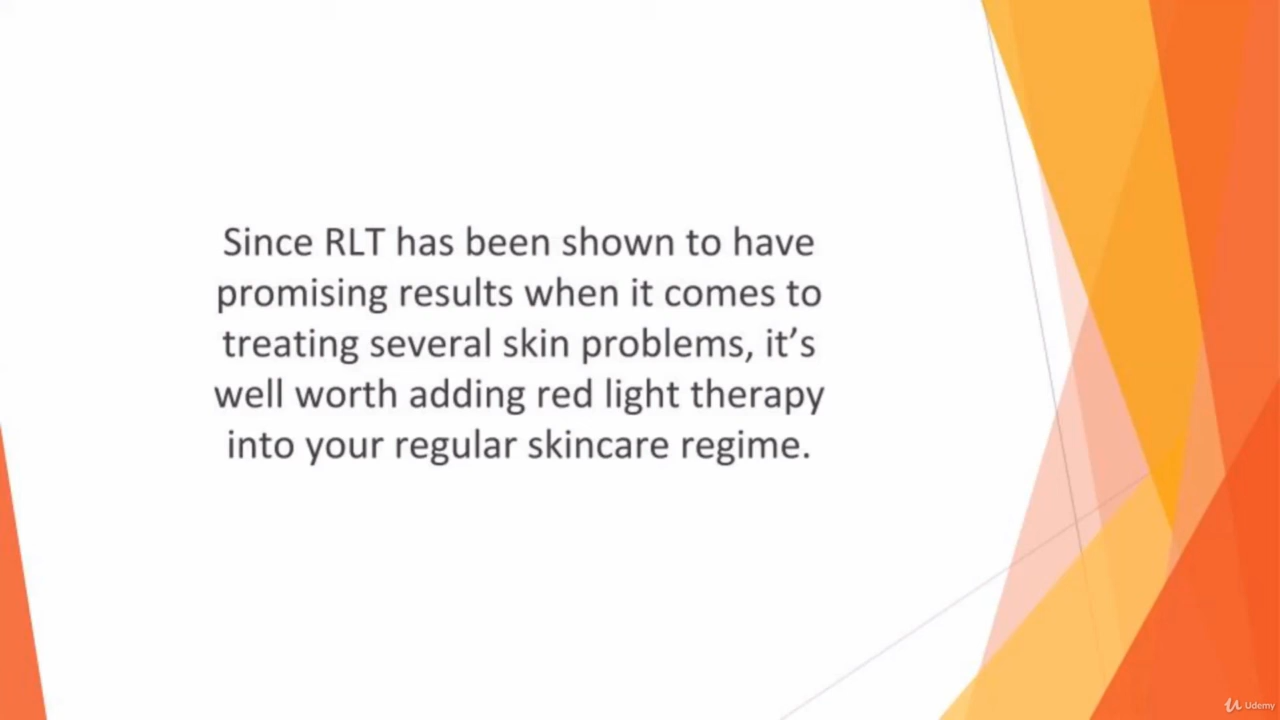 Since RLT has been shown to have
promising results when it comes to
treating several skin problems, it’s
well worth adding red light therapy
into your regular skincare regime.
Udemy